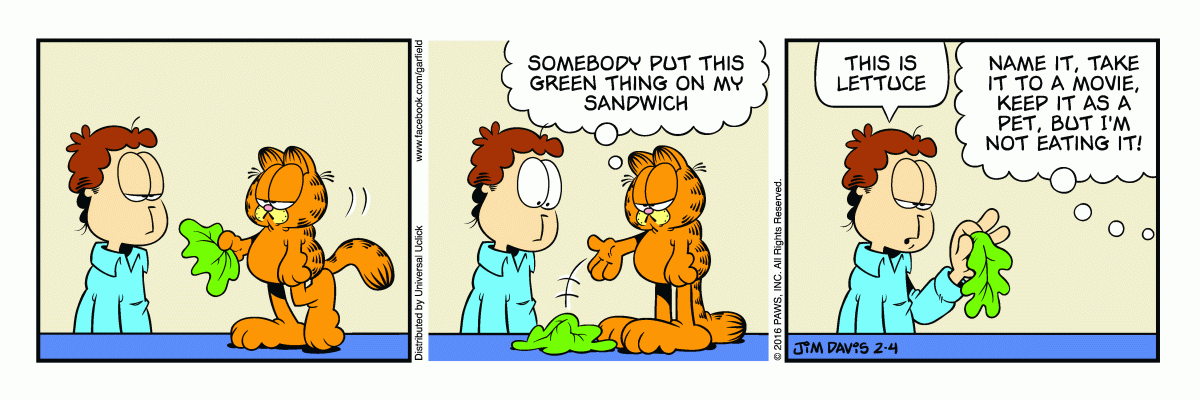 www.facebook.com/garfield
Distributed by Universal Uclick
SOMEBODY PUT THIS
GREEN THING ON MY
SANDWICH
© 2016 PAWS, INC. All Rights Reserved.
THIS IS
LETTUCE
NAME IT, TAKE
IT TO A MOVIE,
KEEP IT AS A
PET, BUT I'M
NOT EATING IT!
JIM DAVIS 2-4